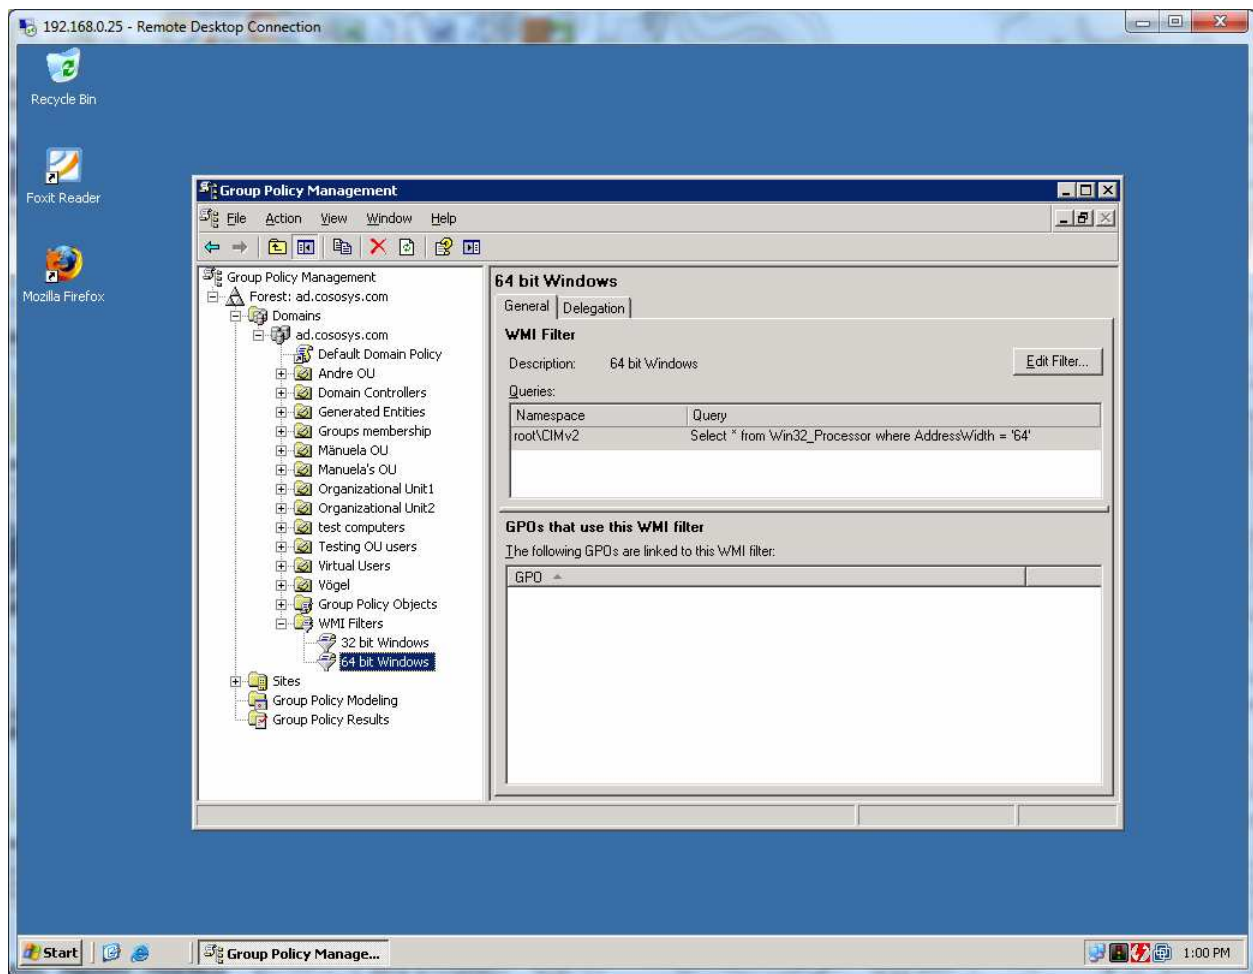 192.168.0.25 - Remote Desktop Connection
Recycle Bin
Foxit Reader
Mozilla Firefox
Group Policy Management
File Action View Window Help
Group Policy Management
Forest: ad.cososys.com
Domains
ad.cososys.com
Default Domain Policy
Andre OU
Domain Controllers
Generated Entities
Groups membership
Mänuela OU
Manuela's OU
Organizational Unit1
Organizational Unit2
test computers
Testing OU users
Virtual Users
Vögel
Group Policy Objects
WMI Filters
32 bit Windows
64 bit Windows
Sites
Group Policy Modeling
Group Policy Results
64 bit Windows
General Delegation
WMI Filter
Description: 64 bit Windows Edit Filter...
Queries:
Namespace Query
root\CIMv2 Select * from Win32_Processor where AddressWidth = '64'
GPOs that use this WMI filter
The following GPOs are linked to this WMI filter:
GPO
Start Group Policy Manage... 1:00 PM